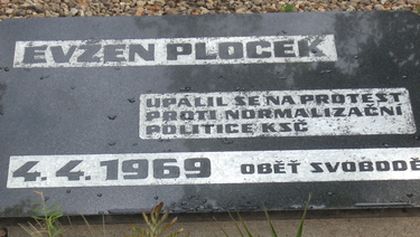 EVŽEN PLOCEK
UPÁLIL SE NA PROTEST
PROTI NORMALIZAČNÍ
POLITICE KSČ
4. 4. 1969 OBĚŤ SVOBODĚ